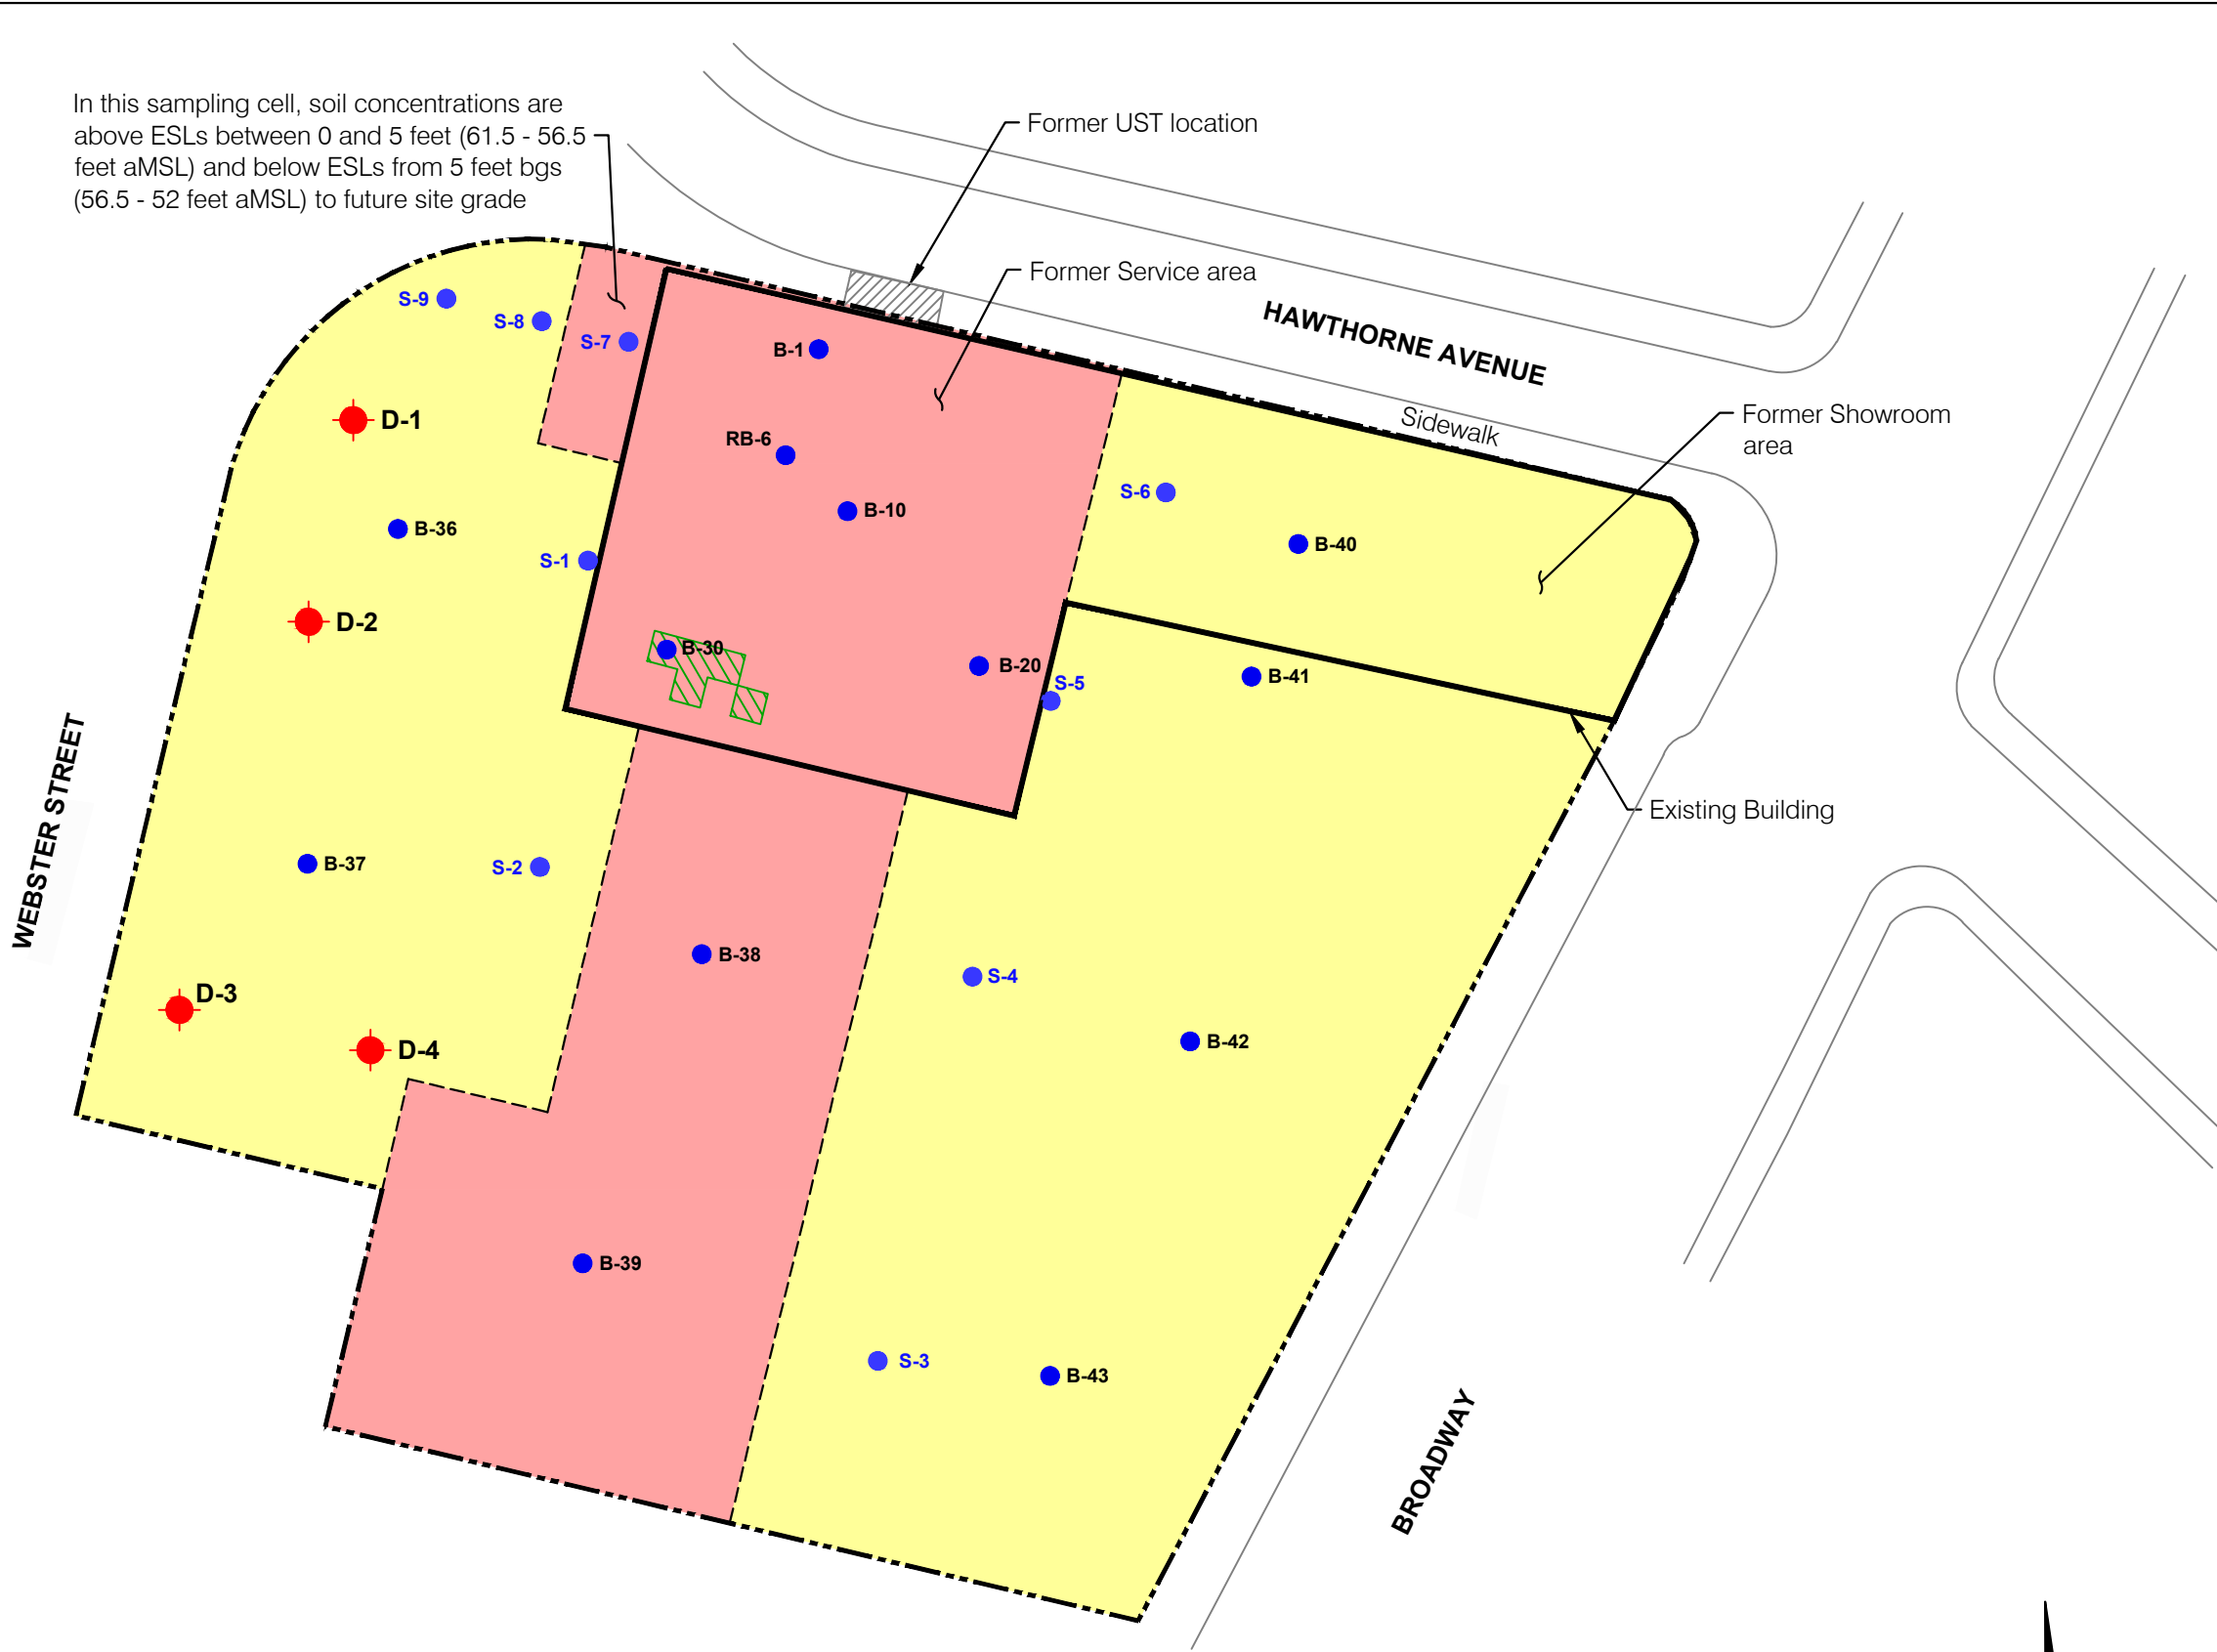 In this sampling cell, soil concentrations are
above ESLs between 0 and 5 feet (61.5 - 56.5
feet aMSL) and below ESLs from 5 feet bgs
(56.5 - 52 feet aMSL) to future site grade
Former UST location
Former Service area
HAWTHORNE AVENUE
Sidewalk
Former Showroom
area
S-9
S-8
S-7
B-1
D-1
RB-6
B-10
S-6
B-40
B-36
S-1
D-2
B-30
B-20
S-5
B-41
Existing Building
WEBSTER STREET
B-37
S-2
B-38
S-4
D-3
D-4
B-42
B-39
S-3
B-43
BROADWAY